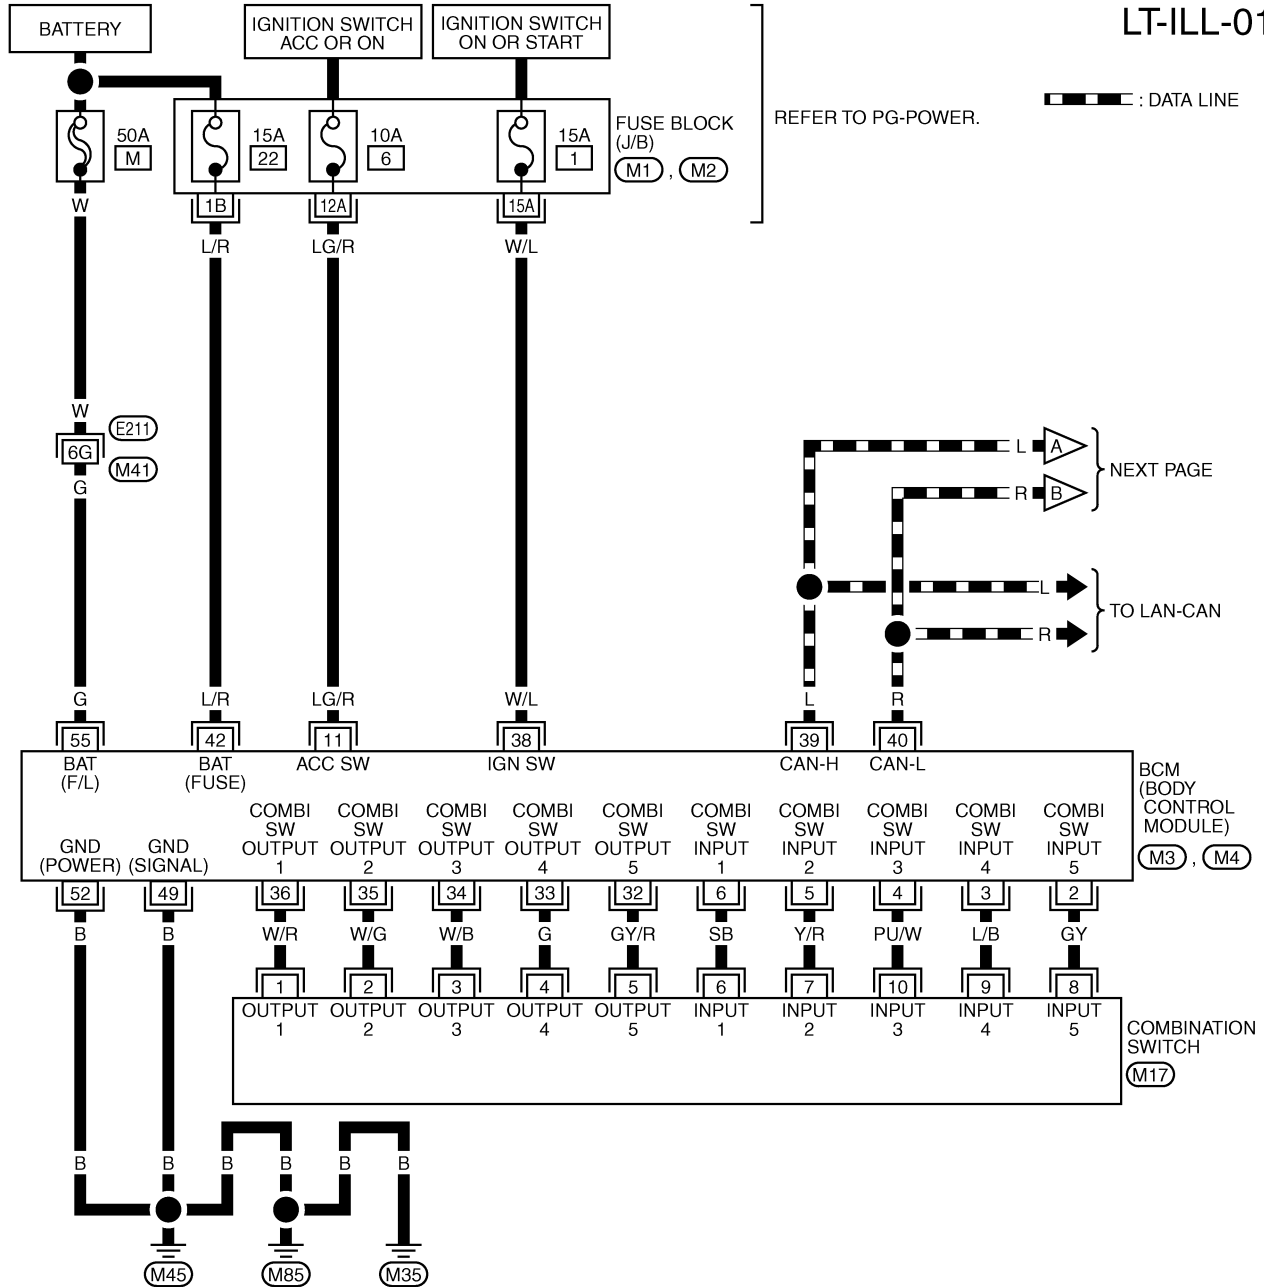 LT-ILL-01
BATTERY
IGNITION SWITCH
ACC OR ON
IGNITION SWITCH
ON OR START
: DATA LINE
REFER TO PG-POWER.
50A
M
15A
22
10A
6
15A
1
FUSE BLOCK
(J/B)
M1 , M2
W
1B
12A
15A
L/R
LG/R
W/L
W
E211
6G
M41
G
L
A
R
B
NEXT PAGE
L
R
TO LAN-CAN
G
L/R
LG/R
W/L
L
R
55
42
11
38
39
40
BAT
(F/L)
BAT
(FUSE)
ACC SW
IGN SW
CAN-H
CAN-L
BCM
(BODY
CONTROL
MODULE)
M3 , M4
GND
(POWER)
GND
(SIGNAL)
COMBI
SW
OUTPUT
1
COMBI
SW
OUTPUT
2
COMBI
SW
OUTPUT
3
COMBI
SW
OUTPUT
4
COMBI
SW
OUTPUT
5
COMBI
SW
INPUT
1
COMBI
SW
INPUT
2
COMBI
SW
INPUT
3
COMBI
SW
INPUT
4
COMBI
SW
INPUT
5
52
49
36
35
34
33
32
6
5
4
3
2
B
B
W/R
W/G
W/B
G
GY/R
SB
Y/R
PU/W
L/B
GY
1
2
3
4
5
6
7
10
9
8
OUTPUT
1
OUTPUT
2
OUTPUT
3
OUTPUT
4
OUTPUT
5
INPUT
1
INPUT
2
INPUT
3
INPUT
4
INPUT
5
COMBINATION
SWITCH
M17
B
B
B
B
B
B
M45
M85
M35